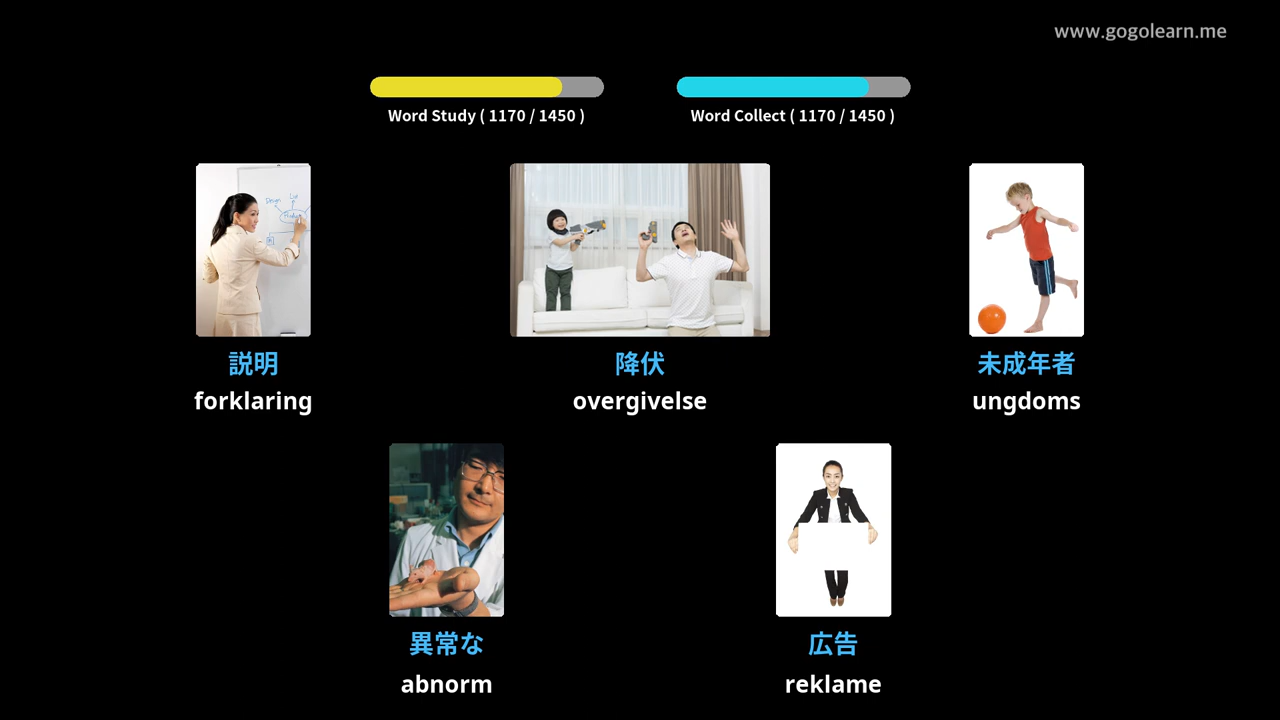 www.gogolearn.me
Word Study ( 1170 / 1450 )
Word Collect ( 1170 / 1450 )
説明
forklaring
降伏
overgivelse
未成年者
ungdoms
異常な
abnorm
広告
reklame